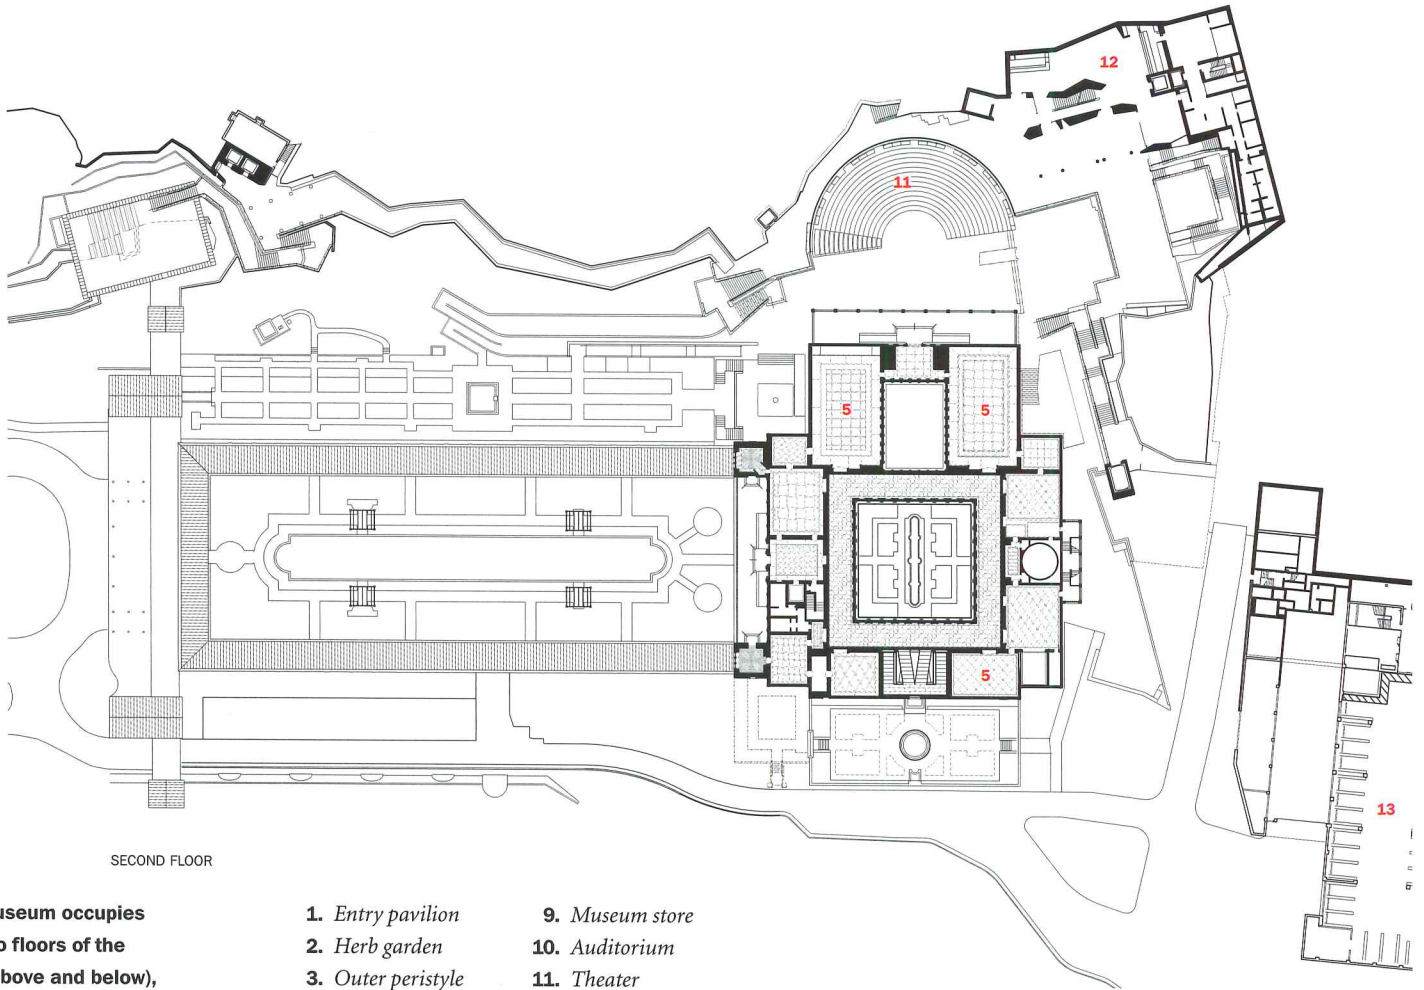 12
11
5
5
5
13
SECOND FLOOR
useum occupies
o floors of the
bove and below),
1. Entry pavilion
2. Herb garden
3. Outer peristyle
9. Museum store
10. Auditorium
11. Theater